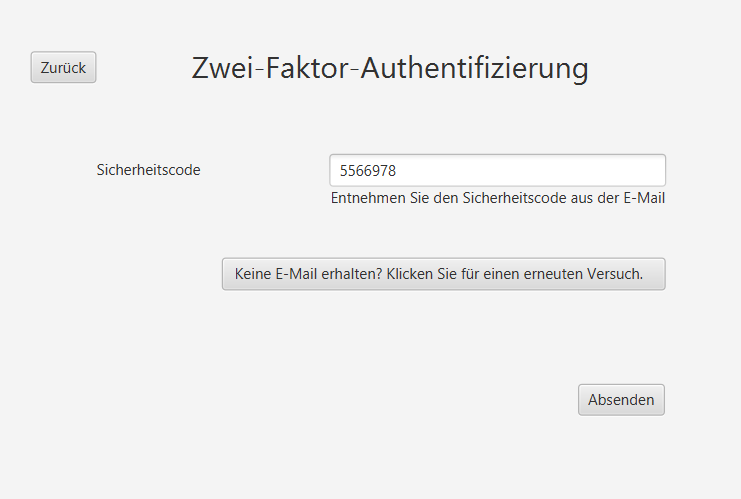 Zurück
Zwei-Faktor-Authentifizierung
Sicherheitscode
5566978
Entnehmen Sie den Sicherheitscode aus der E-Mail
Keine E-Mail erhalten? Klicken Sie für einen erneuten Versuch.
Absenden